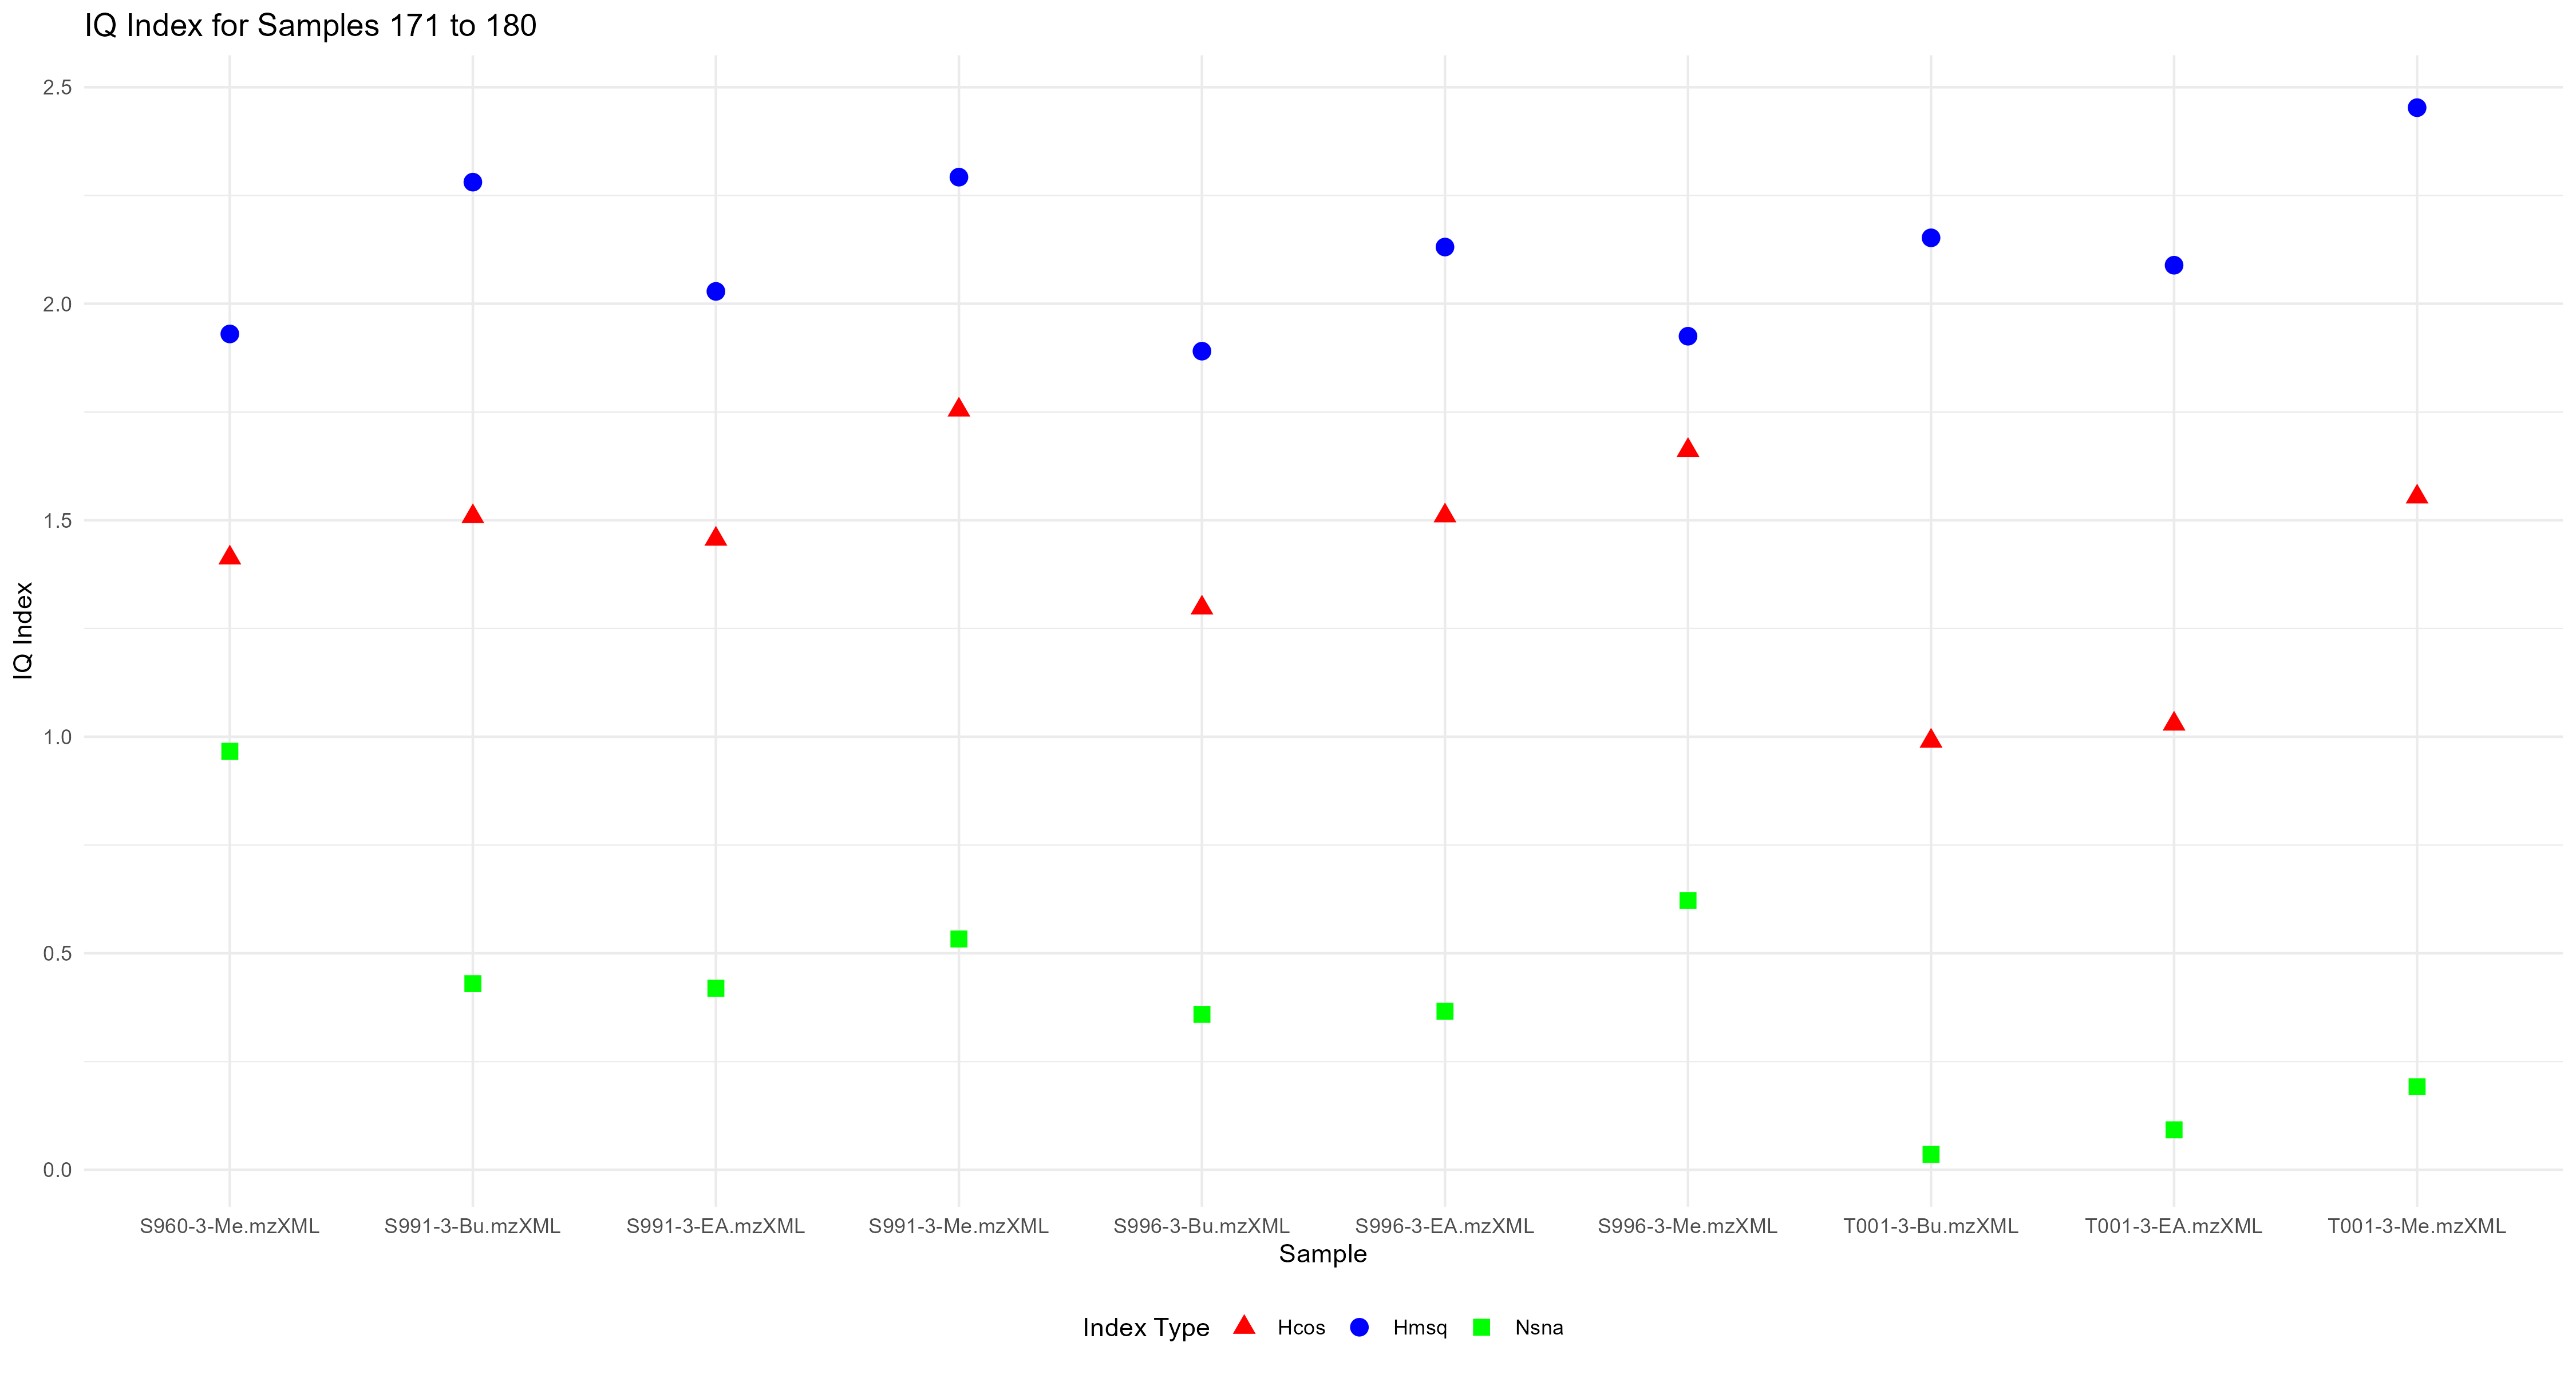 IQ Index for Samples 171 to 180
2.5
2.0
1.5
1.0
0.5
0.0
IQ Index
S960-3-Me.mzXML S991-3-Bu.mzXML S991-3-EA.mzXML S991-3-Me.mzXML S996-3-Bu.mzXML S996-3-EA.mzXML S996-3-Me.mzXML T001-3-Bu.mzXML T001-3-EA.mzXML T001-3-Me.mzXML
Sample
Index Type Hcos Hmsq Nsna